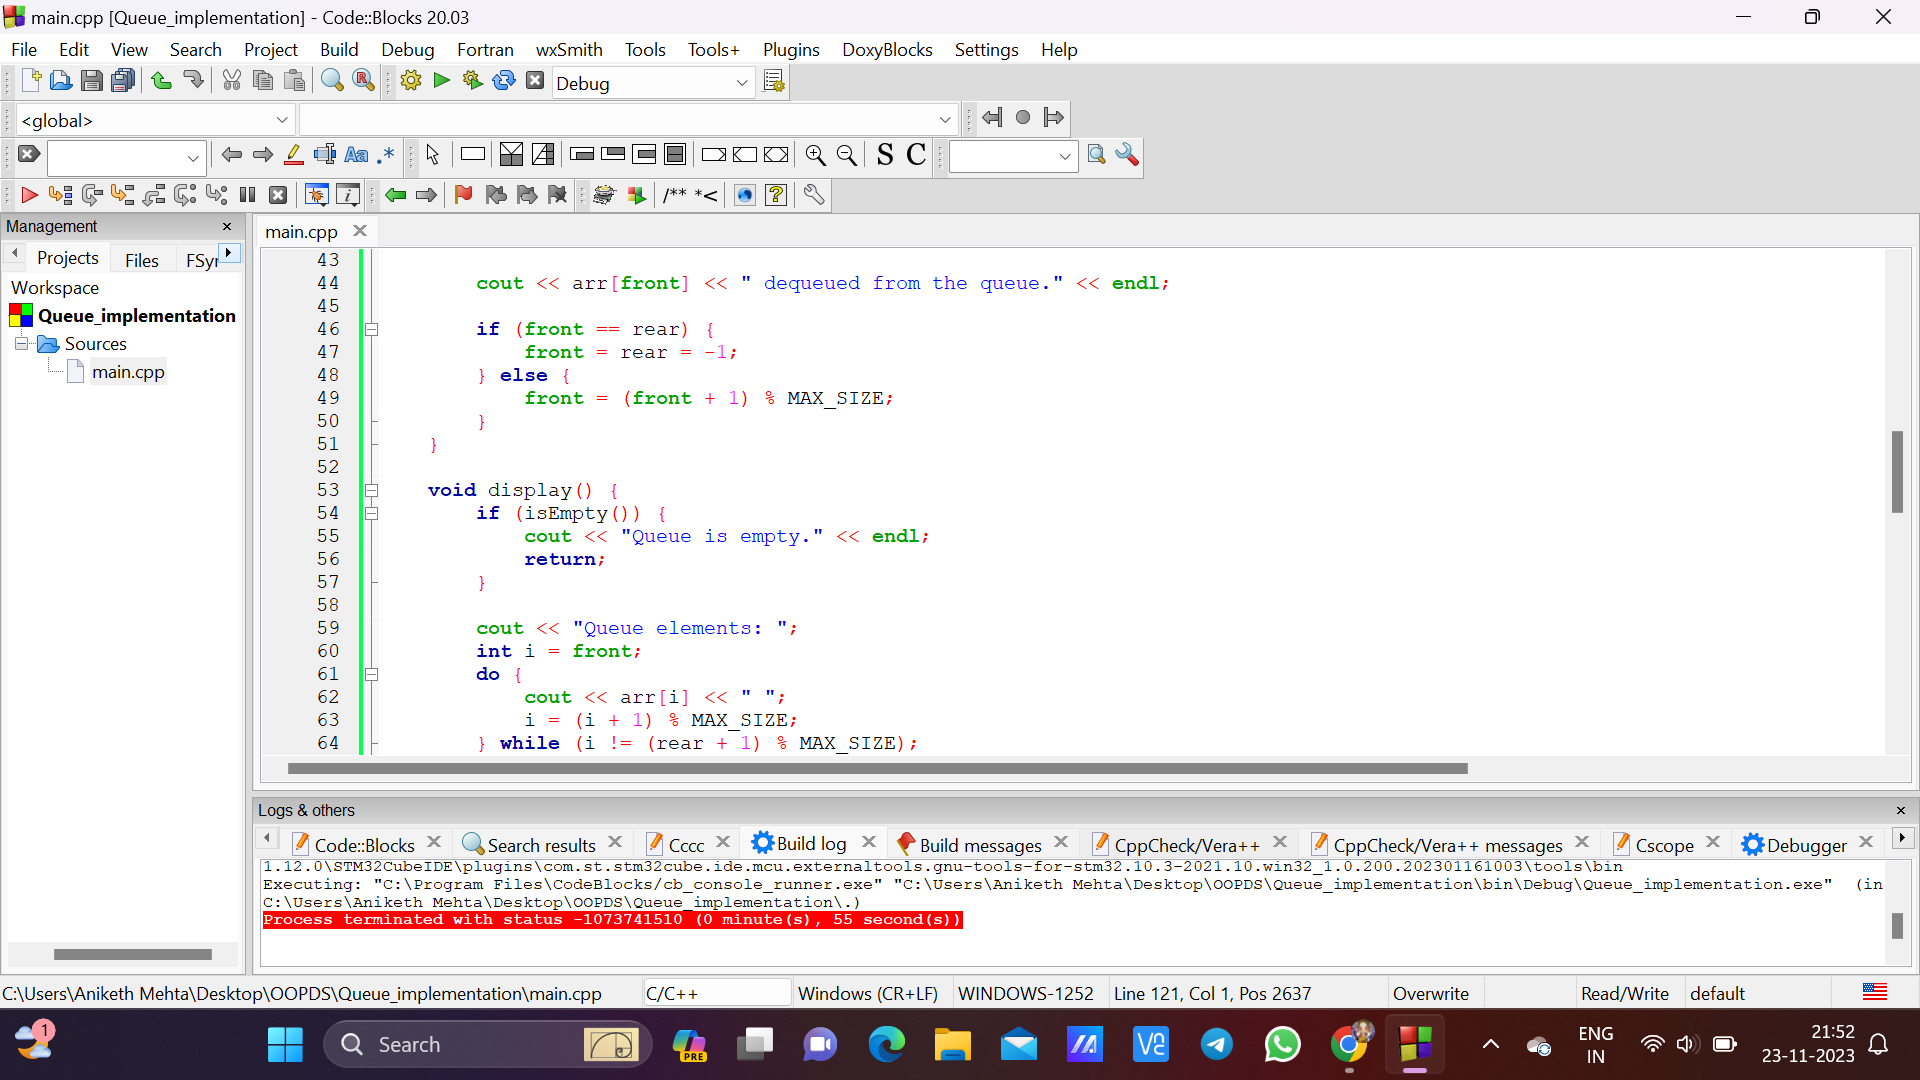 main.cpp [Queue_implementation] - Code::Blocks 20.03
File Edit View Search Project Build Debug Fortran wxSmith Tools Tools+ Plugins DoxyBlocks Settings Help
Debug
<global>
Aa .* S C
/** *<
Management
main.cpp
Projects Files FSyr
Workspace
Queue_implementation
Sources
main.cpp
43
44 cout << arr[front] << " dequeued from the queue." << endl;
45
46 if (front == rear) {
47 front = rear = -1;
48 } else {
49 front = (front + 1) % MAX_SIZE;
50 }
51 }
52
53 void display() {
54 if (isEmpty()) {
55 cout << "Queue is empty." << endl;
56 return;
57 }
58
59 cout << "Queue elements: ";
60 int i = front;
61 do {
62 cout << arr[i] << " ";
63 i = (i + 1) % MAX_SIZE;
64 } while (i != (rear + 1) % MAX_SIZE);
Logs & others
Code::Blocks Search results Cccc Build log Build messages CppCheck/Vera++ CppCheck/Vera++ messages Cscope Debugger
1.12.0\STM32CubeIDE\plugins\com.st.stm32cube.ide.mcu.externaltools.gnu-tools-for-stm32.10.3-2021.10.win32_1.0.200.202301161003\tools\bin
Executing: "C:\Program Files\CodeBlocks/cb_console_runner.exe" "C:\Users\Aniketh Mehta\Desktop\OOPDS\Queue_implementation\bin\Debug\Queue_implementation.exe" (in
C:\Users\Aniketh Mehta\Desktop\OOPDS\Queue_implementation\.)
Process terminated with status -1073741510 (0 minute(s), 55 second(s))
C:\Users\Aniketh Mehta\Desktop\OOPDS\Queue_implementation\main.cpp C/C++ Windows (CR+LF) WINDOWS-1252 Line 121, Col 1, Pos 2637 Overwrite Read/Write default
1
Search
PRE
ENG
IN
21:52
23-11-2023